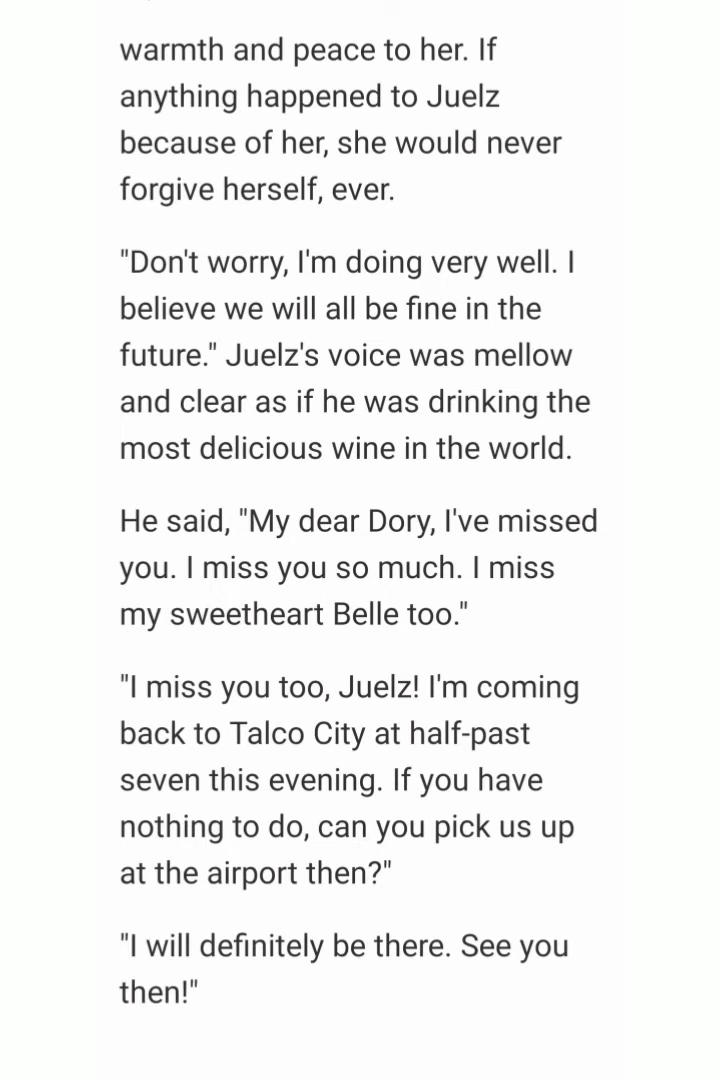 warmth and peace to her. If
anything happened to Juelz
because of her, she would never
forgive herself, ever.
"Don't worry, I'm doing very well. I
believe we will all be fine in the
future." Juelz's voice was mellow
and clear as if he was drinking the
most delicious wine in the world.
He said, "My dear Dory, I've missed
you. I miss you so much. I miss
my sweetheart Belle too."
"I miss you too, Juelz! I'm coming
back to Talco City at half-past
seven this evening. If you have
nothing to do, can you pick us up
at the airport then?"
"I will definitely be there. See you
then!"